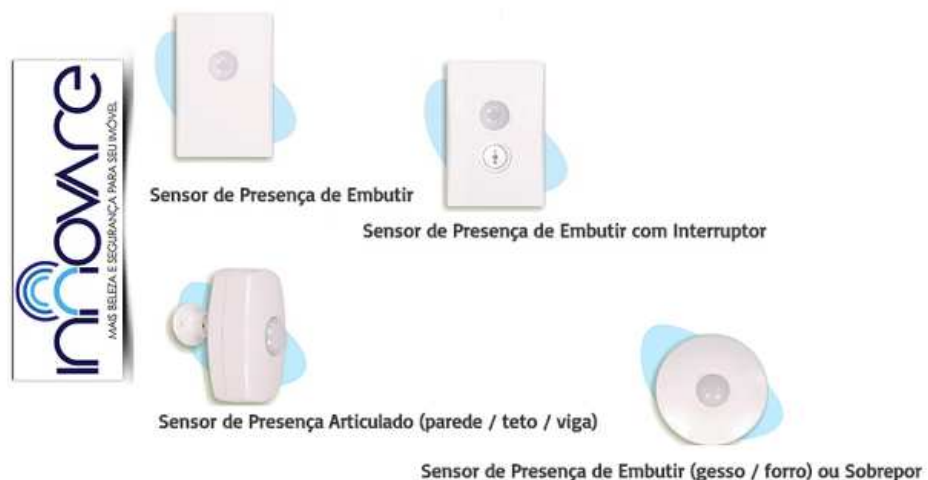 innovare
MAIS BELEZA E SEGURANÇA PARA SEU IMÓVEL
Sensor de Presença de Embutir
Sensor de Presença de Embutir com Interruptor
Sensor de Presença Articulado (parede / teto / viga)
Sensor de Presença de Embutir (gesso / forro) ou Sobrepor